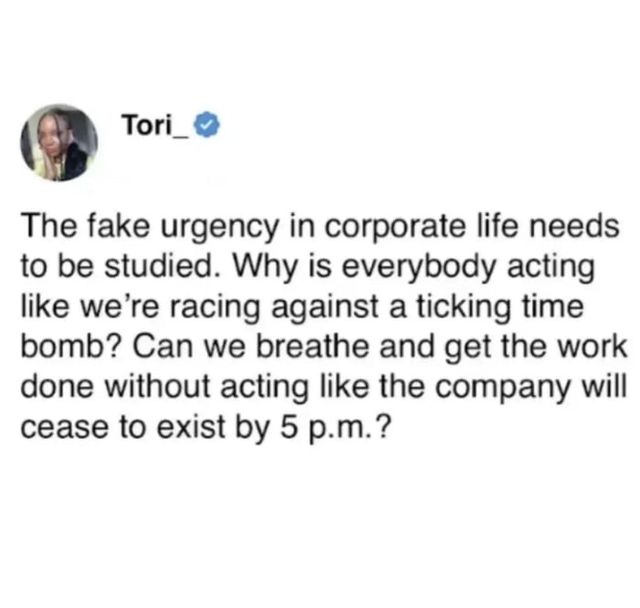 Tori_
The fake urgency in corporate life needs
to be studied. Why is everybody acting
like we’re racing against a ticking time
bomb? Can we breathe and get the work
done without acting like the company will
cease to exist by 5 p.m.?